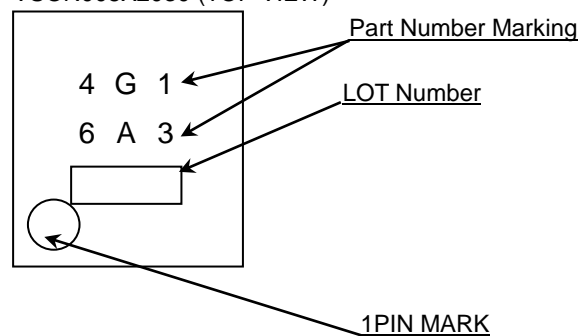 Part Number Marking
4 G 1
LOT Number
6 A 3
1PIN MARK